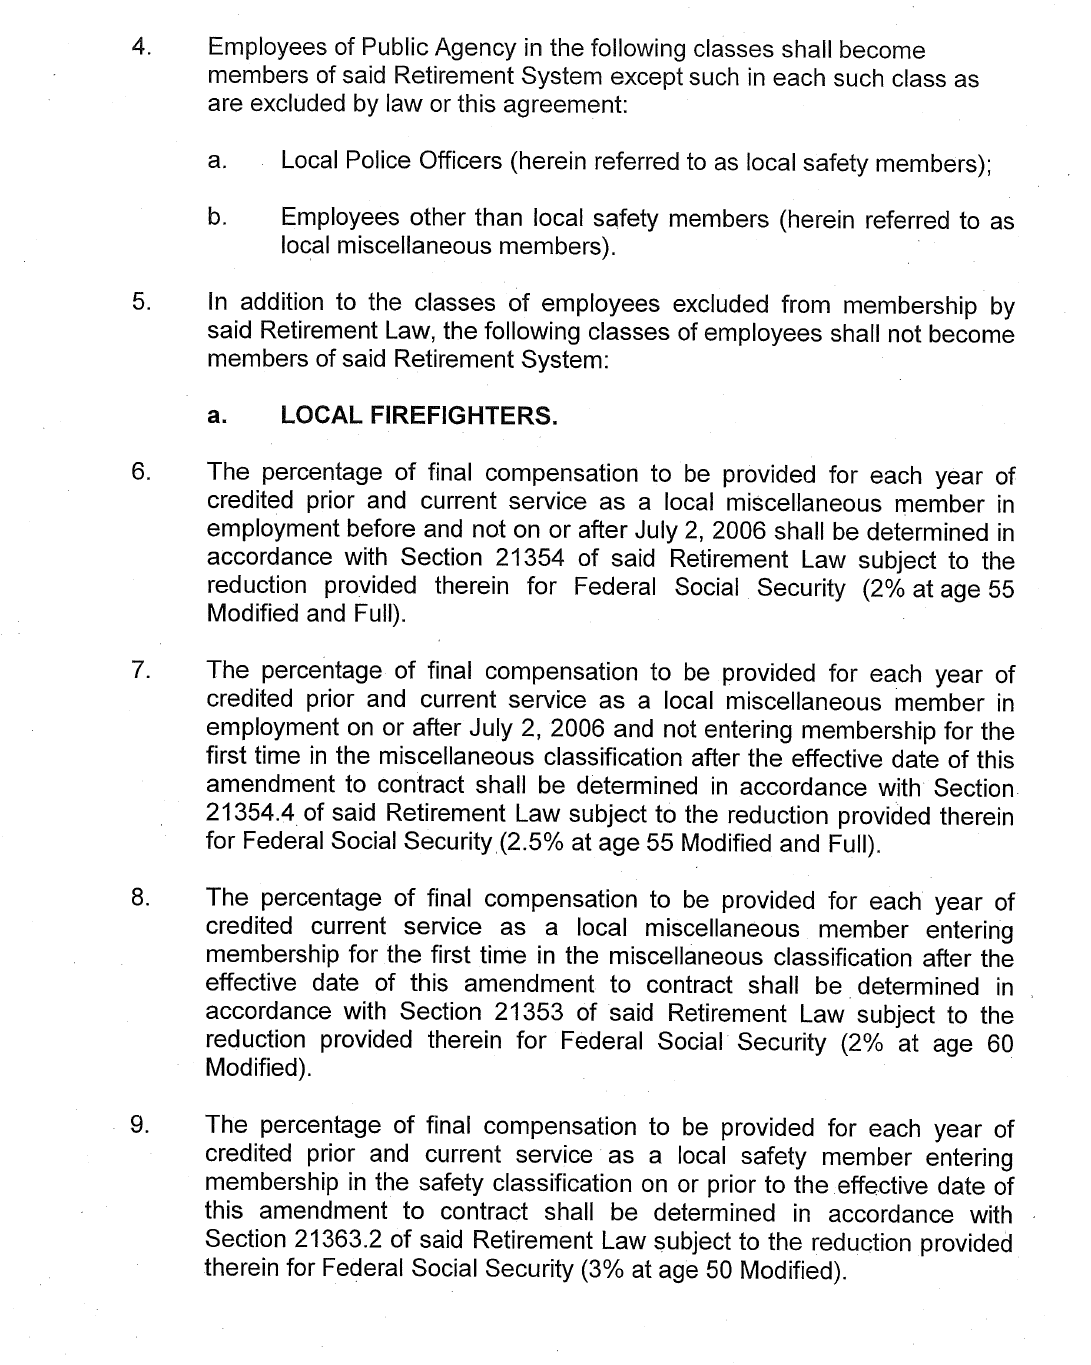 4. Employees of Public Agency in the following classes shall become
members of said Retirement System except such in each such class as
are excluded by law or this agreement:
a. Local Police Officers (herein referred to as local safety members);
b. Employees other than local safety members (herein referred to as
local miscellaneous members).
5. In addition to the classes of employees excluded from membership by
said Retirement Law, the following classes of employees shall not become
members of said Retirement System:
a. LOCAL FIREFIGHTERS.
6. The percentage of final compensation to be provided for each year of
credited prior and current service as a local miscellaneous member in
employment before and not on or after July 2, 2006 shall be determined in
accordance with Section 21354 of said Retirement Law subject to the
reduction provided therein for Federal Social Security (2% at age 55
Modified and Full).
7. The percentage of final compensation to be provided for each year of
credited prior and current service as a local miscellaneous member in
employment on or after July 2, 2006 and not entering membership for the
first time in the miscellaneous classification after the effective date of this
amendment to contract shall be determined in accordance with Section
21354.4 of said Retirement Law subject to the reduction provided therein
for Federal Social Security (2.5% at age 55 Modified and Full).
8. The percentage of final compensation to be provided for each year of
credited current service as a local miscellaneous member entering
membership for the first time in the miscellaneous classification after the
effective date of this amendment to contract shall be determined in
accordance with Section 21353 of said Retirement Law subject to the
reduction provided therein for Federal Social Security (2% at age 60
Modified).
9. The percentage of final compensation to be provided for each year of
credited prior and current service as a local safety member entering
membership in the safety classification on or prior to the effective date of
this amendment to contract shall be determined in accordance with
Section 21363.2 of said Retirement Law subject to the reduction provided
therein for Federal Social Security (3% at age 50 Modified).